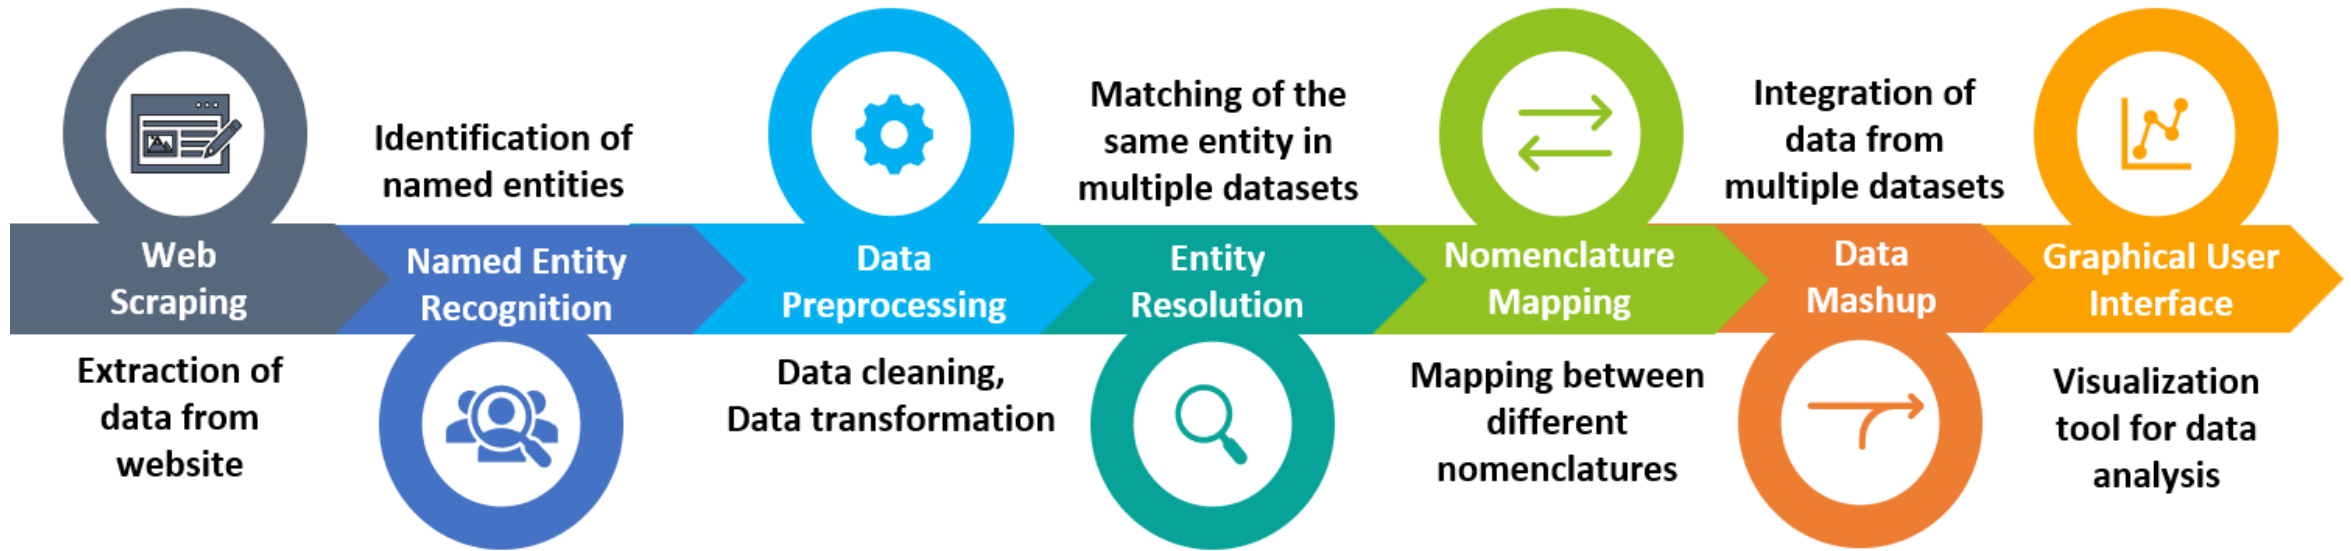 Web
Scraping
Extraction of
data from
website
Identification of
named entities
Named Entity
Recognition
Data
Preprocessing
Data cleaning,
Data transformation
Matching of the
same entity in
multiple datasets
Entity
Resolution
Nomenclature
Mapping
Mapping between
different
nomenclatures
Integration of
data from
multiple datasets
Data
Mashup
Graphical User
Interface
Visualization
tool for data
analysis